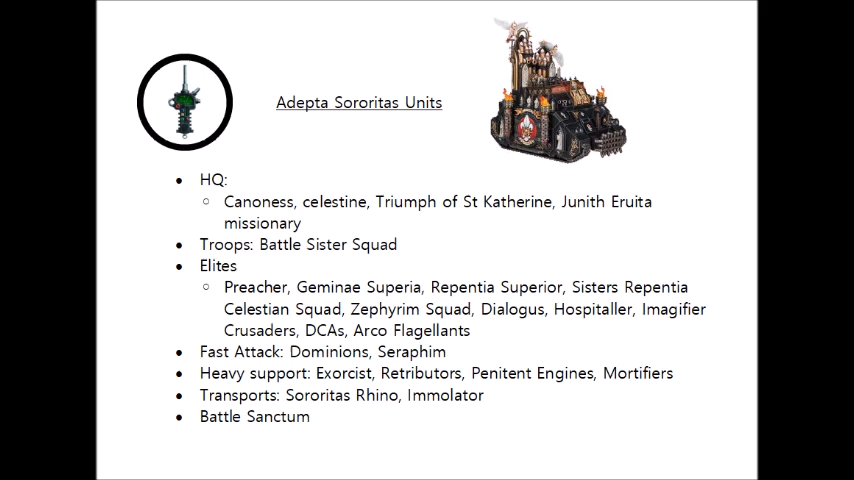 Adepta Sororitas Units
HQ:
Canoness, celestine, Triumph of St Katherine, Junith Eruita
missionary
Troops: Battle Sister Squad
Elites
Preacher, Geminae Superia, Repentia Superior, Sisters Repentia
Celestian Squad, Zephyrim Squad, Dialogus, Hospitaller, Imagifier
Crusaders, DCAs, Arco Flagellants
Fast Attack: Dominions, Seraphim
Heavy support: Exorcist, Retributors, Penitent Engines, Mortifiers
Transports: Sororitas Rhino, Immolator
Battle Sanctum